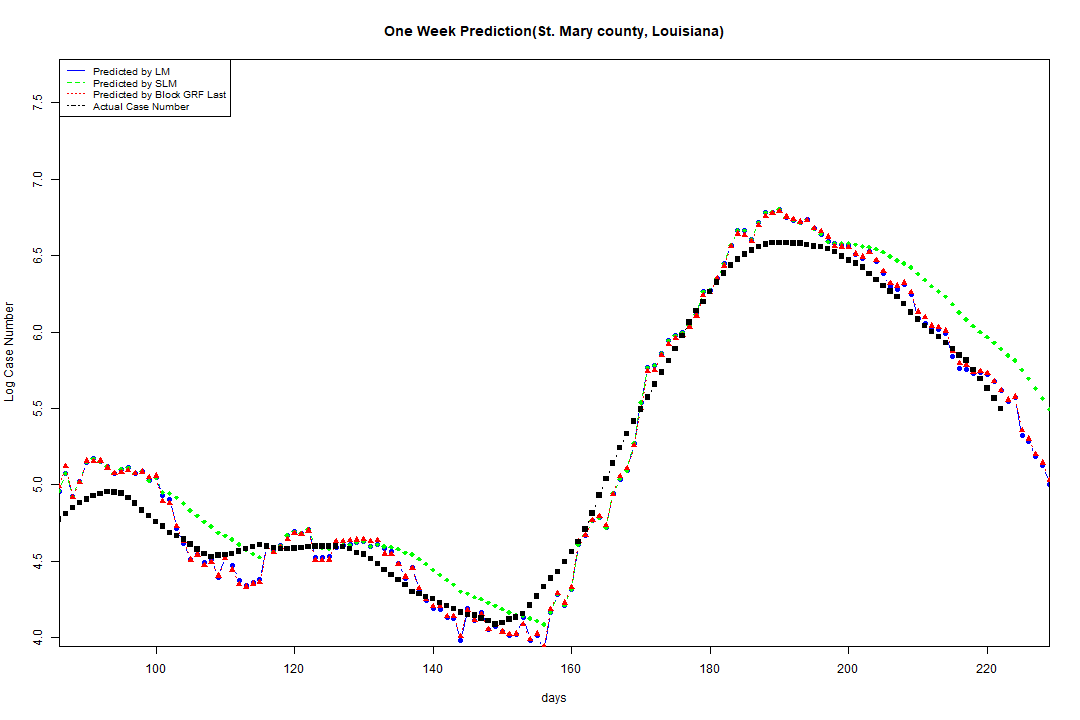 One Week Prediction(St. Mary county, Louisiana)
Predicted by LM
Predicted by SLM
Predicted by Block GRF Last
Actual Case Number
7.5
7.0
6.5
6.0
5.5
5.0
4.5
4.0
Log Case Number
100 120 140 160 180 200 220
days